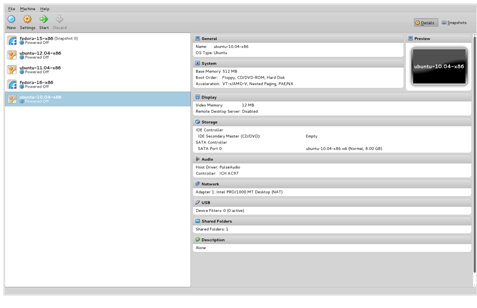 File Machine Help
New Settings Start Discard
Details Snapshots
fedora-15-x86 (Snapshot 0)
Powered Off
ubuntu-12.04-x86
Powered Off
ubuntu-11.04-x86
Powered Off
fedora-16-x86
Powered Off
ubuntu-10.04-x86
Powered Off
General
Name: ubuntu-10.04-x86
OS Type: Ubuntu
Preview
ubuntu-10.04-x86
System
Base Memory: 512 MB
Boot Order: Floppy, CD/DVD-ROM, Hard Disk
Acceleration: VT-x/AMD-V, Nested Paging, PAE/NX
Display
Video Memory: 12 MB
Remote Desktop Server: Disabled
Storage
IDE Controller
IDE Secondary Master (CD/DVD): Empty
SATA Controller
SATA Port 0: ubuntu-10.04-x86.vdi (Normal, 8.00 GB)
Audio
Host Driver: PulseAudio
Controller: ICH AC97
Network
Adapter 1: Intel PRO/1000 MT Desktop (NAT)
USB
Device Filters: 0 (0 active)
Shared Folders
Shared Folders: 1
Description
None